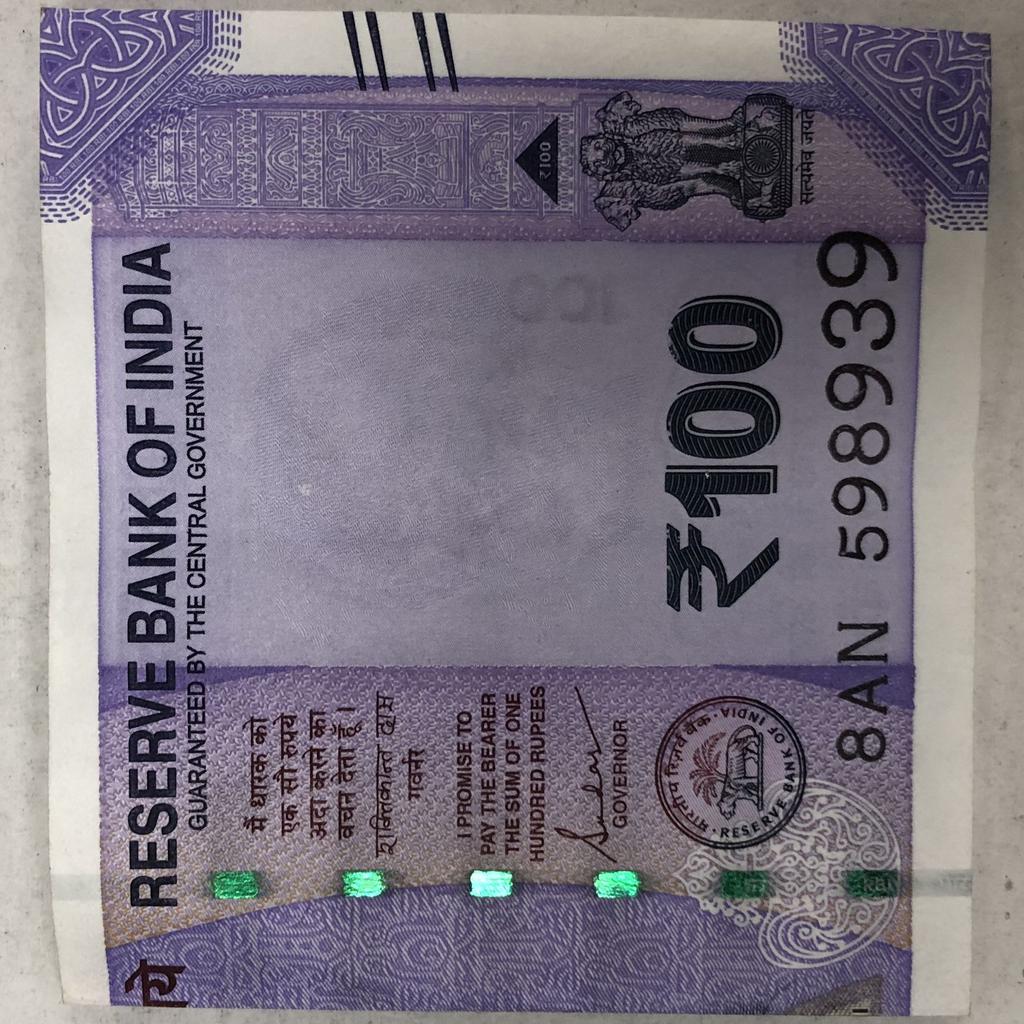 RESERVE BANK OF INDIA
GUARANTEED BY THE CENTRAL GOVERNMENT
मैं धारक को
एक सौ रुपये
अदा करने का
वचन देता हूँ।
शक्तिकान्त दास
गवर्नर
I PROMISE TO
PAY THE BEARER
THE SUM OF ONE
HUNDRED RUPEES
GOVERNOR
भारतीय रिज़र्व बैंक
RESERVE BANK OF INDIA
₹100
8AN 598939
₹100
सत्यमेव जयते
100